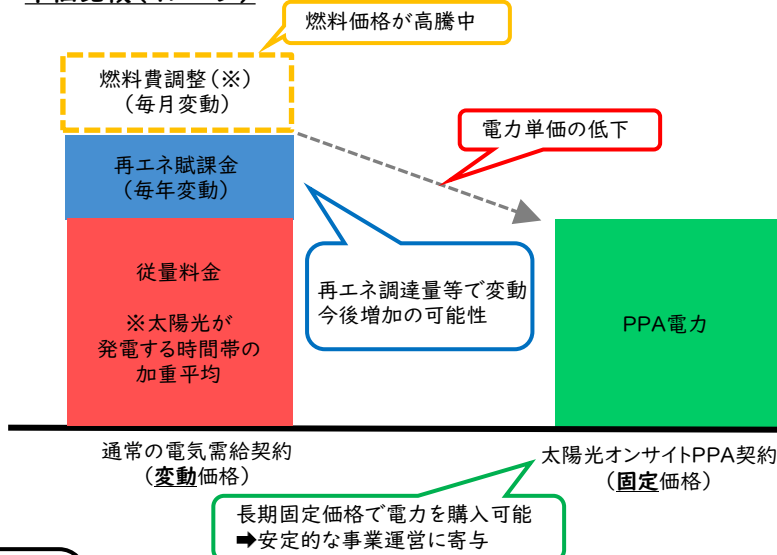 燃料価格が高騰中
燃料費調整(※)
(毎月変動)
電力単価の低下
再エネ賦課金
(毎年変動)
従量料金
※太陽光が
発電する時間帯の
加重平均
再エネ調達量等で変動
今後増加の可能性
PPA電力
通常の電気需給契約
(変動価格)
太陽光オンサイトPPA契約
(固定価格)
長期固定価格で電力を購入可能
➡安定的な事業運営に寄与